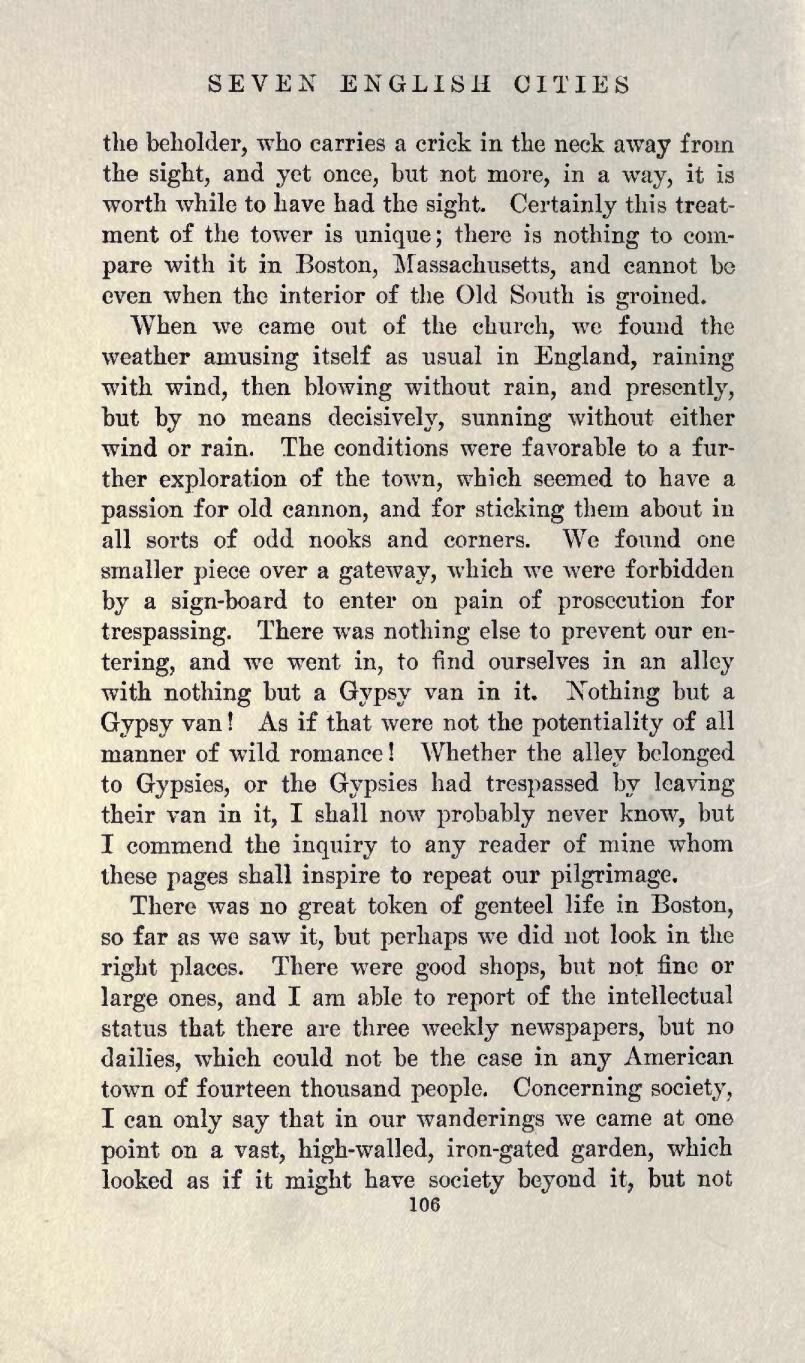 SEVEN ENGLISH CITIES
the beholder, who carries a crick in the neck away from
the sight, and yet once, but not more, in a way, it is
worth while to have had the sight. Certainly this treat-
ment of the tower is unique; there is nothing to com-
pare with it in Boston, Massachusetts, and cannot be
even when the interior of the Old South is groined.
When we came out of the church, we found the
weather amusing itself as usual in England, raining
with wind, then blowing without rain, and presently,
but by no means decisively, sunning without either
wind or rain. The conditions were favorable to a fur-
ther exploration of the town, which seemed to have a
passion for old cannon, and for sticking them about in
all sorts of odd nooks and corners. We found one
smaller piece over a gateway, which we were forbidden
by a sign-board to enter on pain of prosecution for
trespassing. There was nothing else to prevent our en-
tering, and we went in, to find ourselves in an alley
with nothing but a Gypsy van in it. Nothing but a
Gypsy van! As if that were not the potentiality of all
manner of wild romance! Whether the alley belonged
to Gypsies, or the Gypsies had trespassed by leaving
their van in it, I shall now probably never know, but
I commend the inquiry to any reader of mine whom
these pages shall inspire to repeat our pilgrimage.
There was no great token of genteel life in Boston,
so far as we saw it, but perhaps we did not look in the
right places. There were good shops, but not fine or
large ones, and I am able to report of the intellectual
status that there are three weekly newspapers, but no
dailies, which could not be the case in any American
town of fourteen thousand people. Concerning society,
I can only say that in our wanderings we came at one
point on a vast, high-walled, iron-gated garden, which
looked as if it might have society beyond it, but not
106